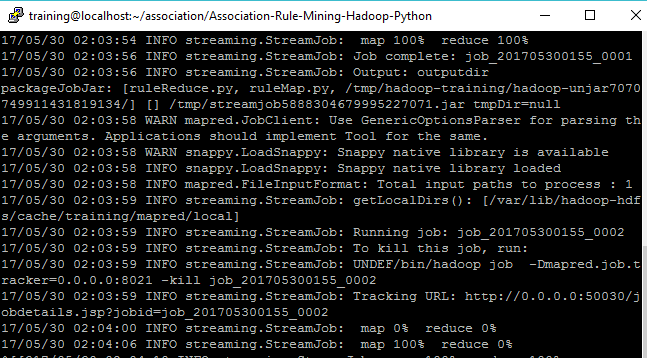 training@localhost:~/association/Association-Rule-Mining-Hadoop-Python
17/05/30 02:03:54 INFO streaming.StreamJob:  map 100%  reduce 100%
17/05/30 02:03:56 INFO streaming.StreamJob: Job complete: job_201705300155_0001
17/05/30 02:03:56 INFO streaming.StreamJob: Output: outputdir
packageJobJar: [ruleReduce.py, ruleMap.py, /tmp/hadoop-training/hadoop-unjar7070
749911431819134/] [] /tmp/streamjob5888304679995227071.jar tmpDir=null
17/05/30 02:03:58 WARN mapred.JobClient: Use GenericOptionsParser for parsing th
e arguments. Applications should implement Tool for the same.
17/05/30 02:03:58 WARN snappy.LoadSnappy: Snappy native library is available
17/05/30 02:03:58 INFO snappy.LoadSnappy: Snappy native library loaded
17/05/30 02:03:58 INFO mapred.FileInputFormat: Total input paths to process : 1
17/05/30 02:03:59 INFO streaming.StreamJob: getLocalDirs(): [/var/lib/hadoop-hdf
s/cache/training/mapred/local]
17/05/30 02:03:59 INFO streaming.StreamJob: Running job: job_201705300155_0002
17/05/30 02:03:59 INFO streaming.StreamJob: To kill this job, run:
17/05/30 02:03:59 INFO streaming.StreamJob: UNDEF/bin/hadoop job  -Dmapred.job.t
racker=0.0.0.0:8021 -kill job_201705300155_0002
17/05/30 02:03:59 INFO streaming.StreamJob: Tracking URL: http://0.0.0.0:50030/j
obdetails.jsp?jobid=job_201705300155_0002
17/05/30 02:04:00 INFO streaming.StreamJob:  map 0%  reduce 0%
17/05/30 02:04:06 INFO streaming.StreamJob:  map 100%  reduce 0%